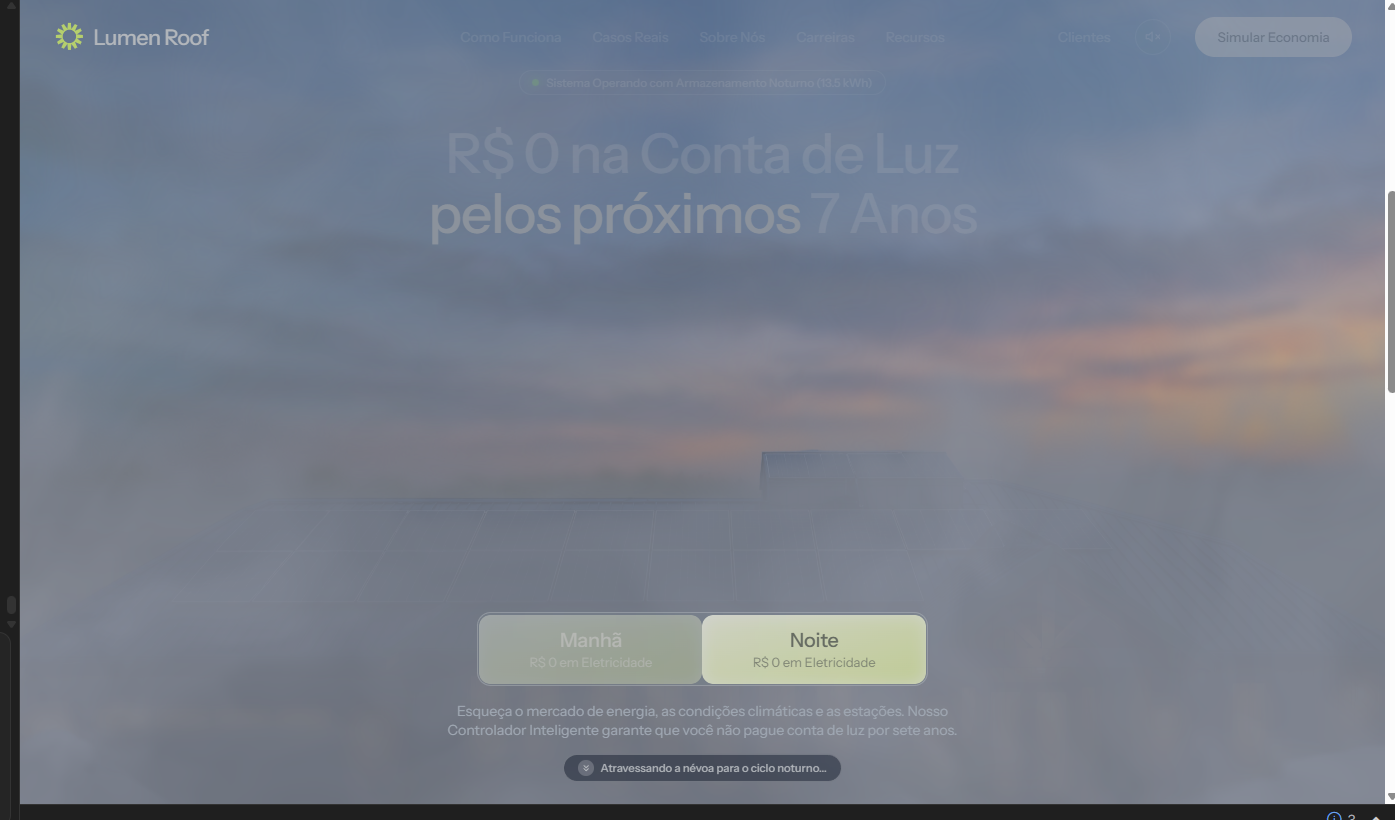 Lumen Roof
Como Funciona
Casos Reais
Sobre Nós
Carreiras
Recursos
Clientes
Simular Economia
Sistema Operando com Armazenamento Noturno (13.5 kWh)
R$ 0 na Conta de Luz
pelos próximos 7 Anos
Manhã
R$ 0 em Eletricidade
Noite
R$ 0 em Eletricidade
Esqueça o mercado de energia, as condições climáticas e as estações. Nosso
Controlador Inteligente garante que você não pague conta de luz por sete anos.
Atravessando a névoa para o ciclo noturno...